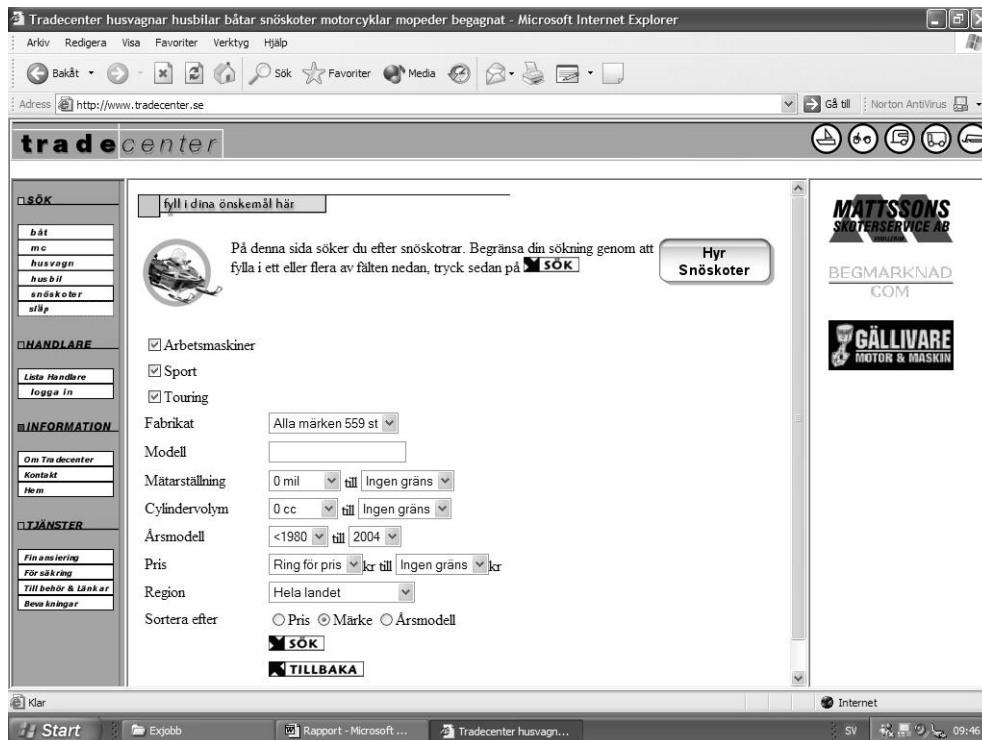 Tradecenter husvagnar husbilar båtar snöskoter motorcyklar mopeder begagnat - Microsoft Internet Explorer
Arkiv Redigera Visa Favoriter Verktyg Hjälp
Bakåt Sök Favoriter Media
Adress http://www.tradecenter.se Gå till Norton AntiVirus
tradecenter
SÖK
båt
mc
husvagn
husbil
snöskoter
släp
HANDLARE
Lista Handlare
logga in
INFORMATION
Om Tradecenter
Kontakt
Hem
TJÄNSTER
Finansiering
Försäkring
Tillbehör & Länkar
Bevakningar
fyll i dina önskemål här
På denna sida söker du efter snöskotrar. Begränsa din sökning genom att
fylla i ett eller flera av fälten nedan, tryck sedan på SÖK
Hyr
Snöskoter
Arbetsmaskiner
Sport
Touring
Fabrikat Alla märken 559 st
Modell
Mätarställning 0 mil till Ingen gräns
Cylindervolym 0 cc till Ingen gräns
Årsmodell <1980 till 2004
Pris Ring för pris kr till Ingen gräns kr
Region Hela landet
Sortera efter Pris Märke Årsmodell
SÖK
TILLBAKA
MATTSSONS
SKOTERSERVICE AB
BEGMARKNAD
COM
GÄLLIVARE
MOTOR & MASKIN
Klar Internet
Start Exjobb Rapport - Microsoft ... Tradecenter husvagn... SV 09:46